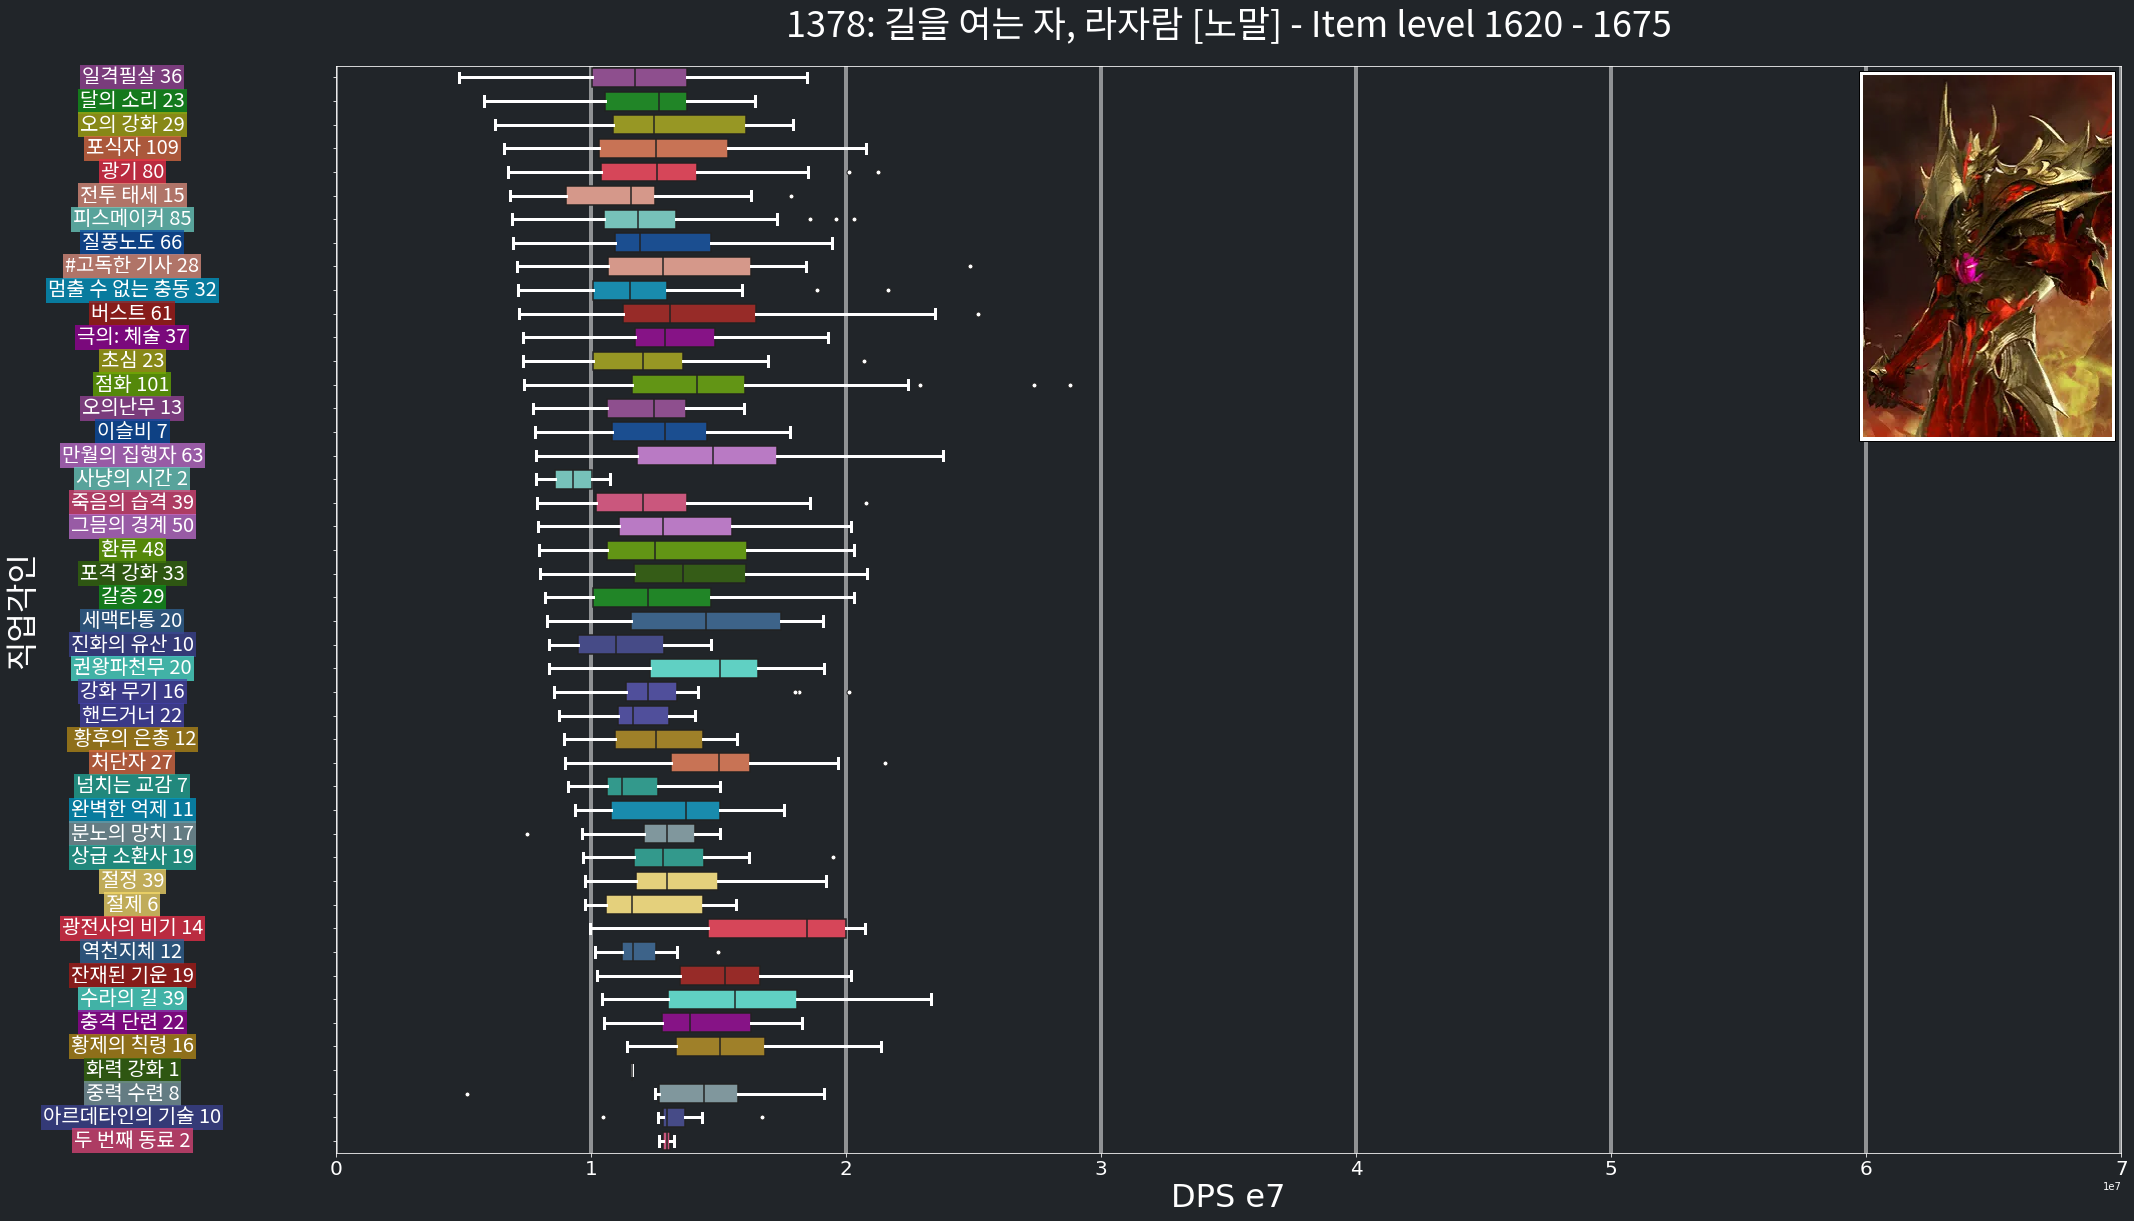 1378: 길을 여는 자, 라자람 [노말] - Item level 1620 - 1675
직업각인
일격필살 36
달의 소리 23
오의 강화 29
포식자 109
광기 80
전투 태세 15
피스메이커 85
질풍노도 66
#고독한 기사 28
멈출 수 없는 충동 32
버스트 61
극의: 체술 37
초심 23
점화 101
오의난무 13
이슬비 7
만월의 집행자 63
사냥의 시간 2
죽음의 습격 39
그믐의 경계 50
환류 48
포격 강화 33
갈증 29
세맥타통 20
진화의 유산 10
권왕파천무 20
강화 무기 16
핸드거너 22
황후의 은총 12
처단자 27
넘치는 교감 7
완벽한 억제 11
분노의 망치 17
상급 소환사 19
절정 39
절제 6
광전사의 비기 14
역천지체 12
잔재된 기운 19
수라의 길 39
충격 단련 22
황제의 칙령 16
화력 강화 1
중력 수련 8
아르데타인의 기술 10
두 번째 동료 2
0 1 2 3 4 5 6 7
1e7
DPS e7